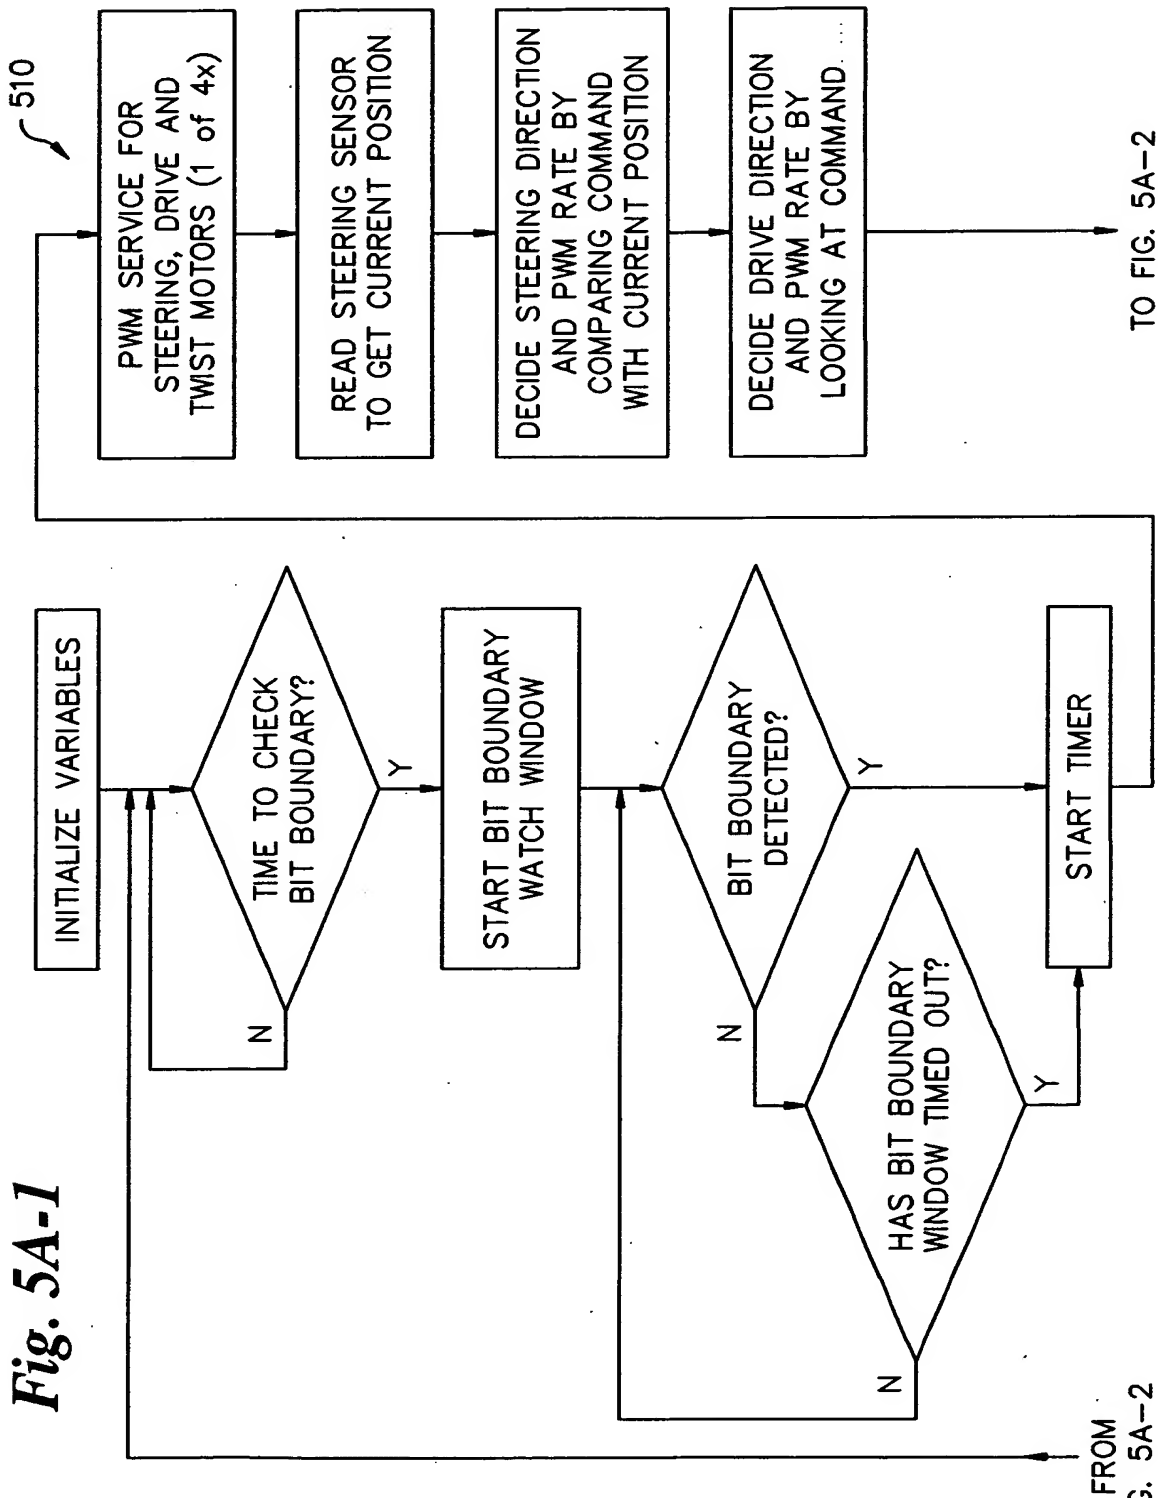 Fig. 5A-1
INITIALIZE VARIABLES
TIME TO CHECK
BIT BOUNDARY?
N
Y
START BIT BOUNDARY
WATCH WINDOW
BIT BOUNDARY
DETECTED?
N
Y
HAS BIT BOUNDARY
WINDOW TIMED OUT?
N
Y
START TIMER
FROM
5A-2
510
PWM SERVICE FOR
STEERING, DRIVE AND
TWIST MOTORS (1 of 4x)
READ STEERING SENSOR
TO GET CURRENT POSITION
DECIDE STEERING DIRECTION
AND PWM RATE BY
COMPARING COMMAND
WITH CURRENT POSITION
DECIDE DRIVE DIRECTION
AND PWM RATE BY
LOOKING AT COMMAND
TO FIG. 5A-2